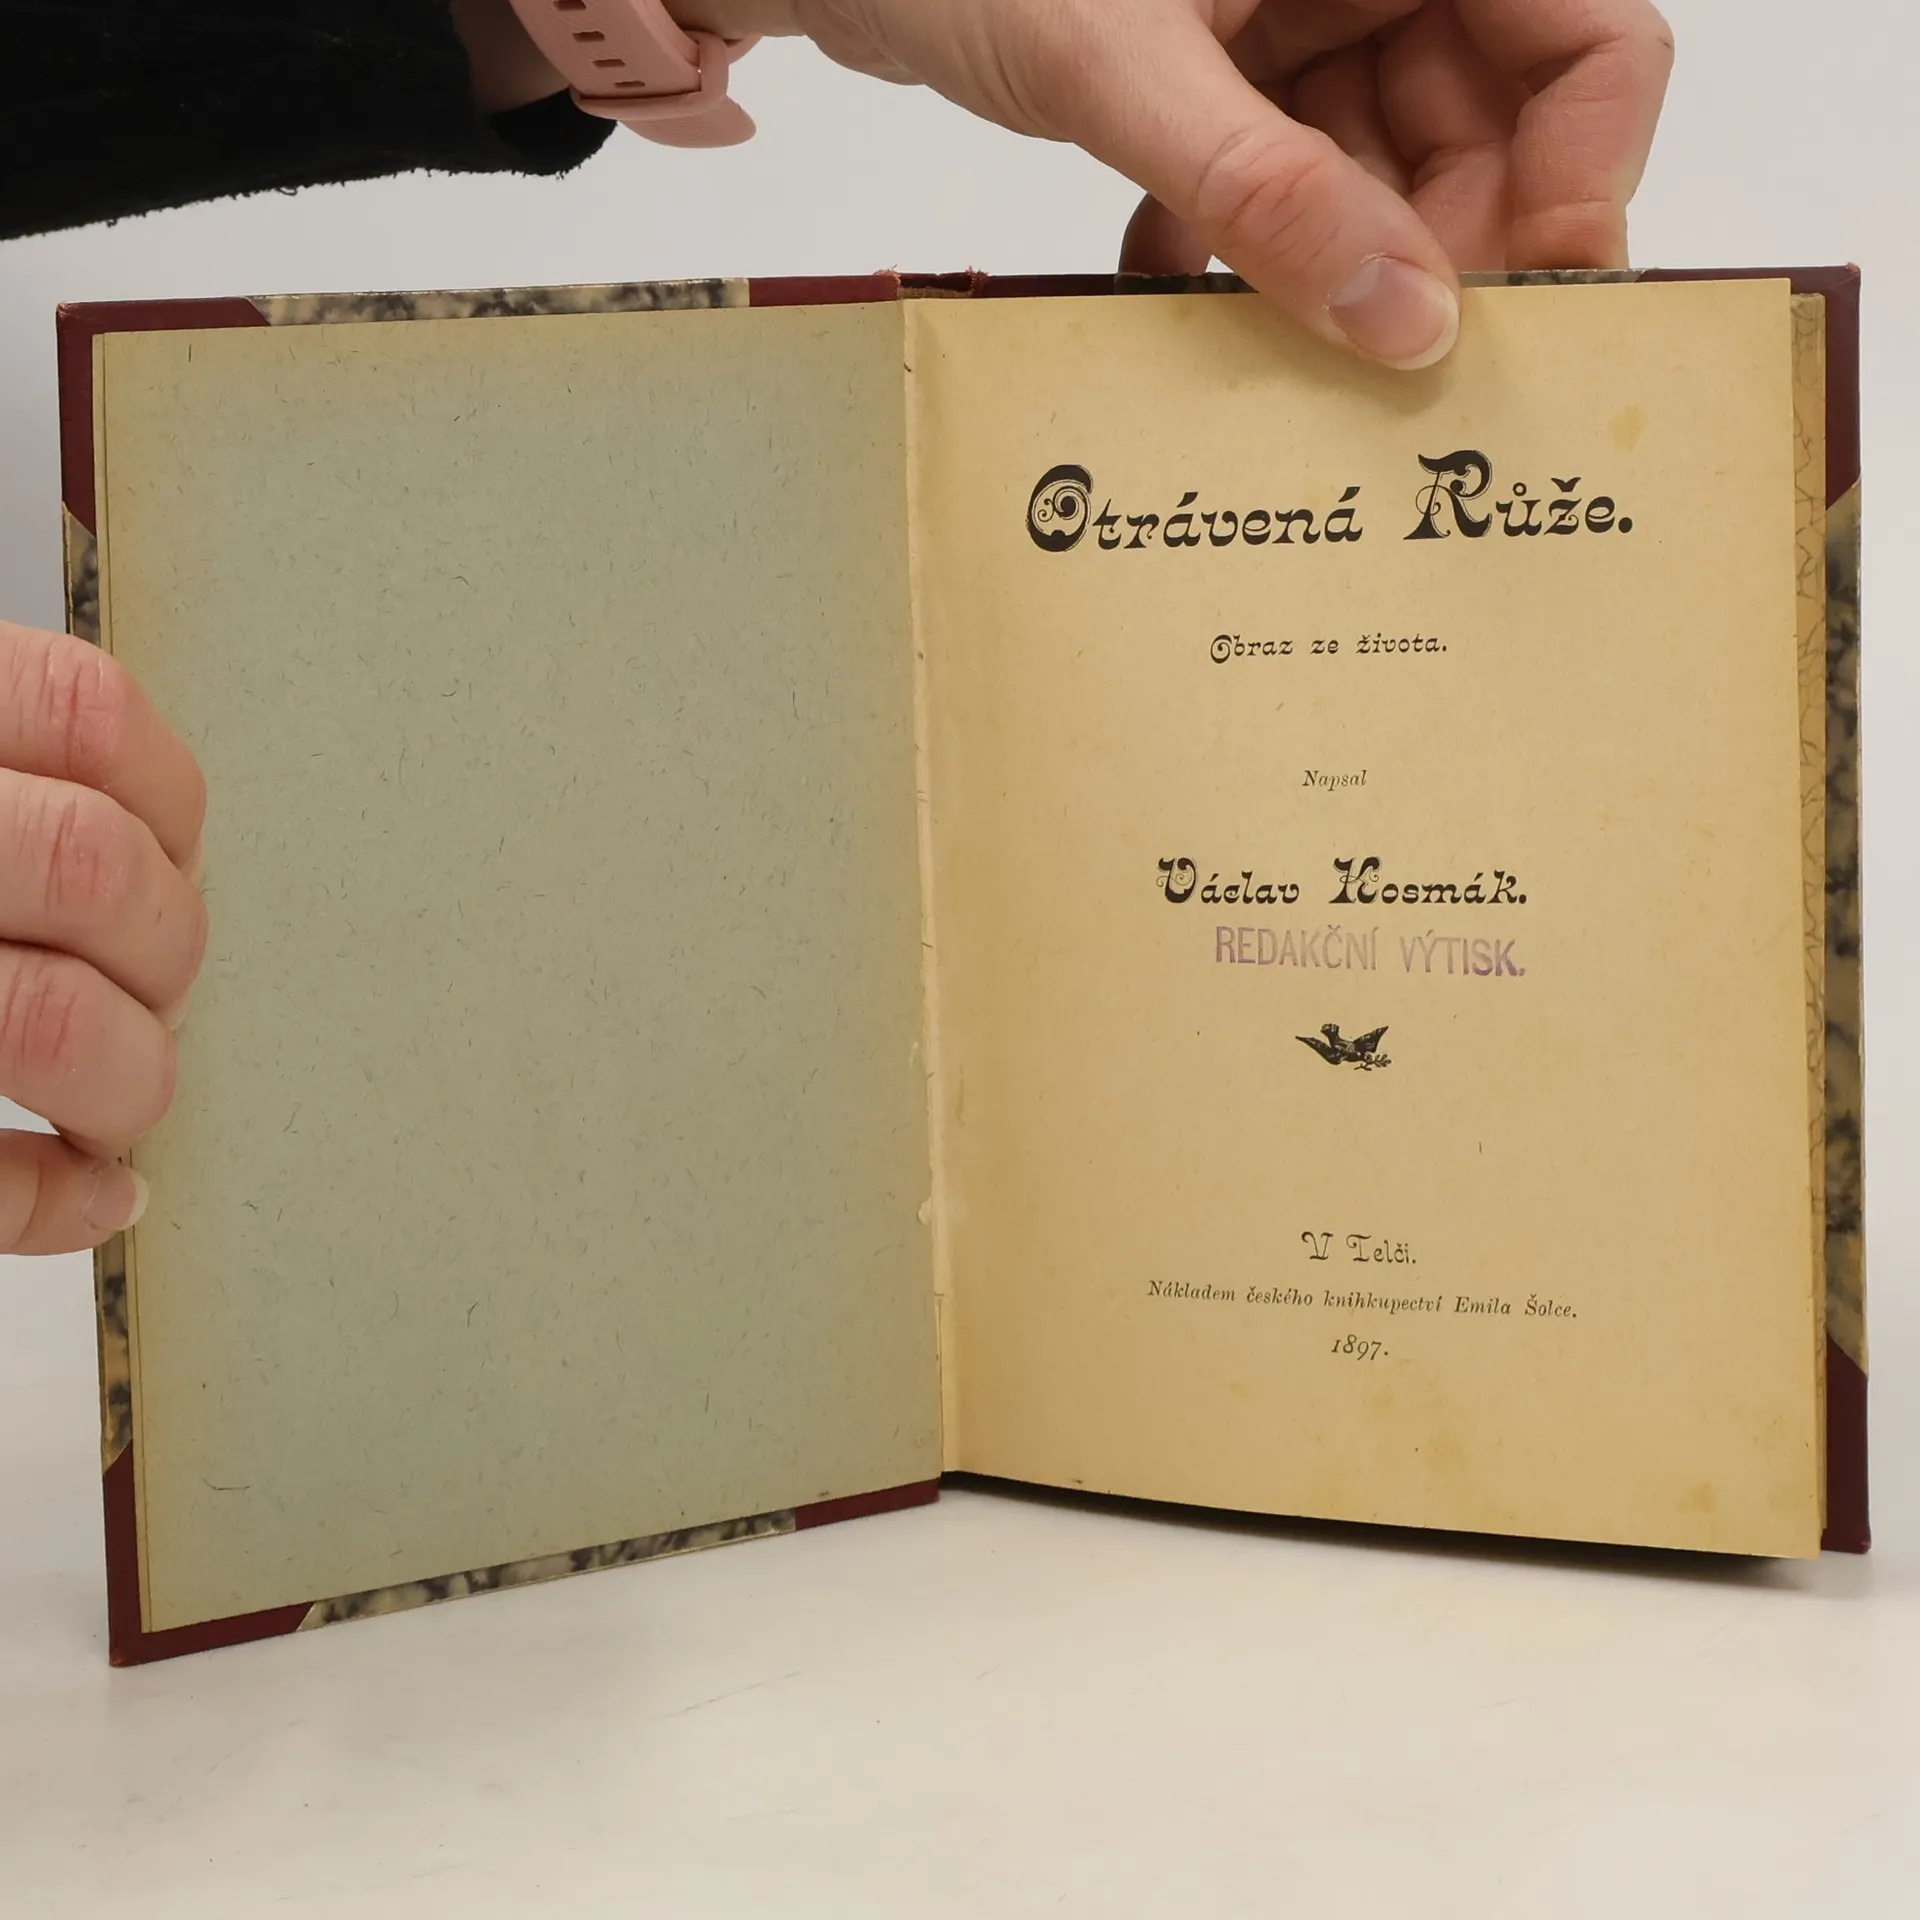 Otrávená Růže.
Obraz ze života.
Napsal
Václav Kosmák.
REDAKČNÍ VÝTISK.
V Telči.
Nákladem českého knihkupectví Emila Šolce.
1897.